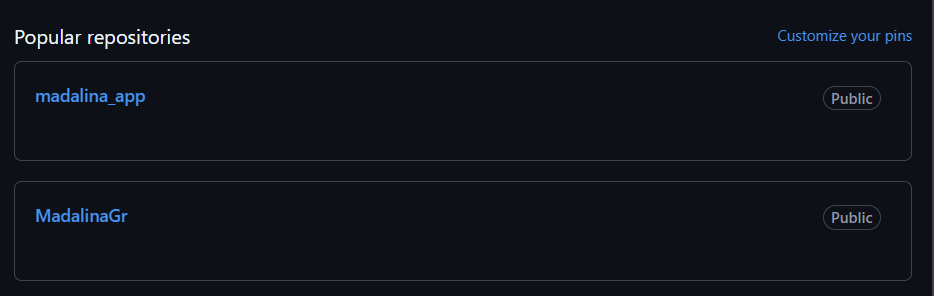 Popular repositories
Customize your pins
madalina_app
Public
MadalinaGr
Public